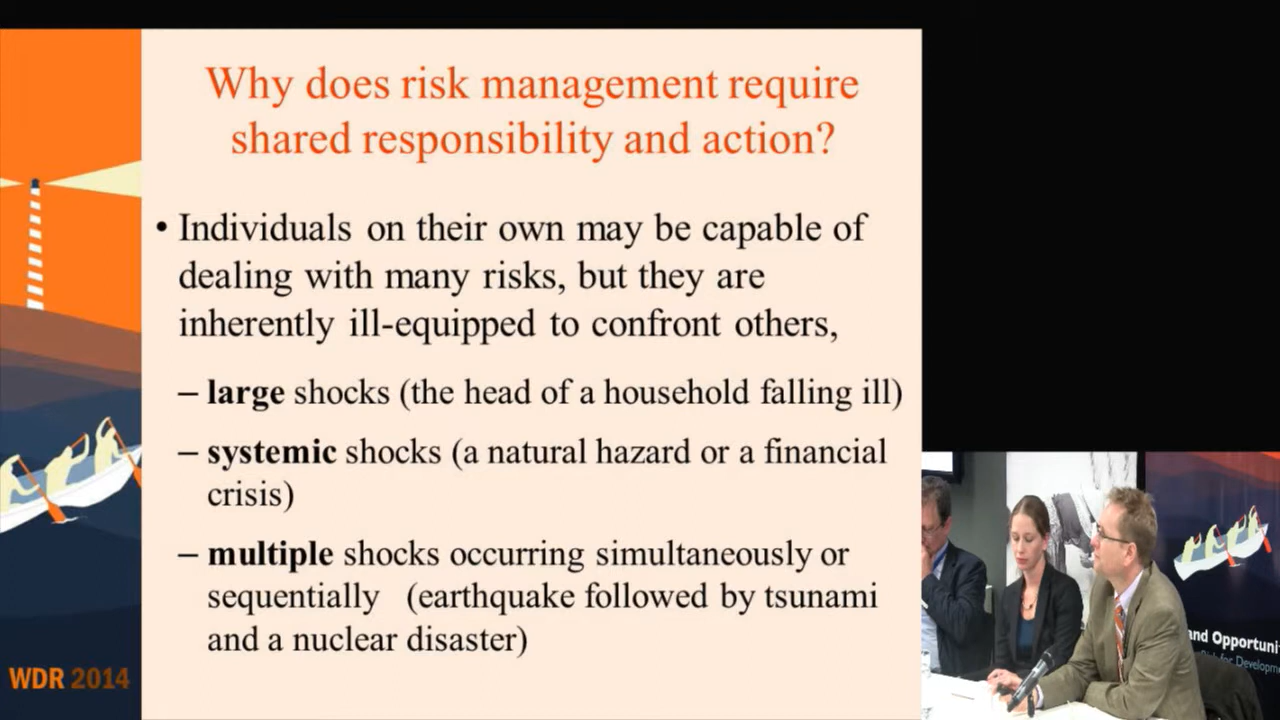 Why does risk management require
shared responsibility and action?
• Individuals on their own may be capable of
dealing with many risks, but they are
inherently ill-equipped to confront others,
– large shocks (the head of a household falling ill)
– systemic shocks (a natural hazard or a financial
crisis)
– multiple shocks occurring simultaneously or
sequentially (earthquake followed by tsunami
and a nuclear disaster)
WDR 2014
and Opportuni
for Developm